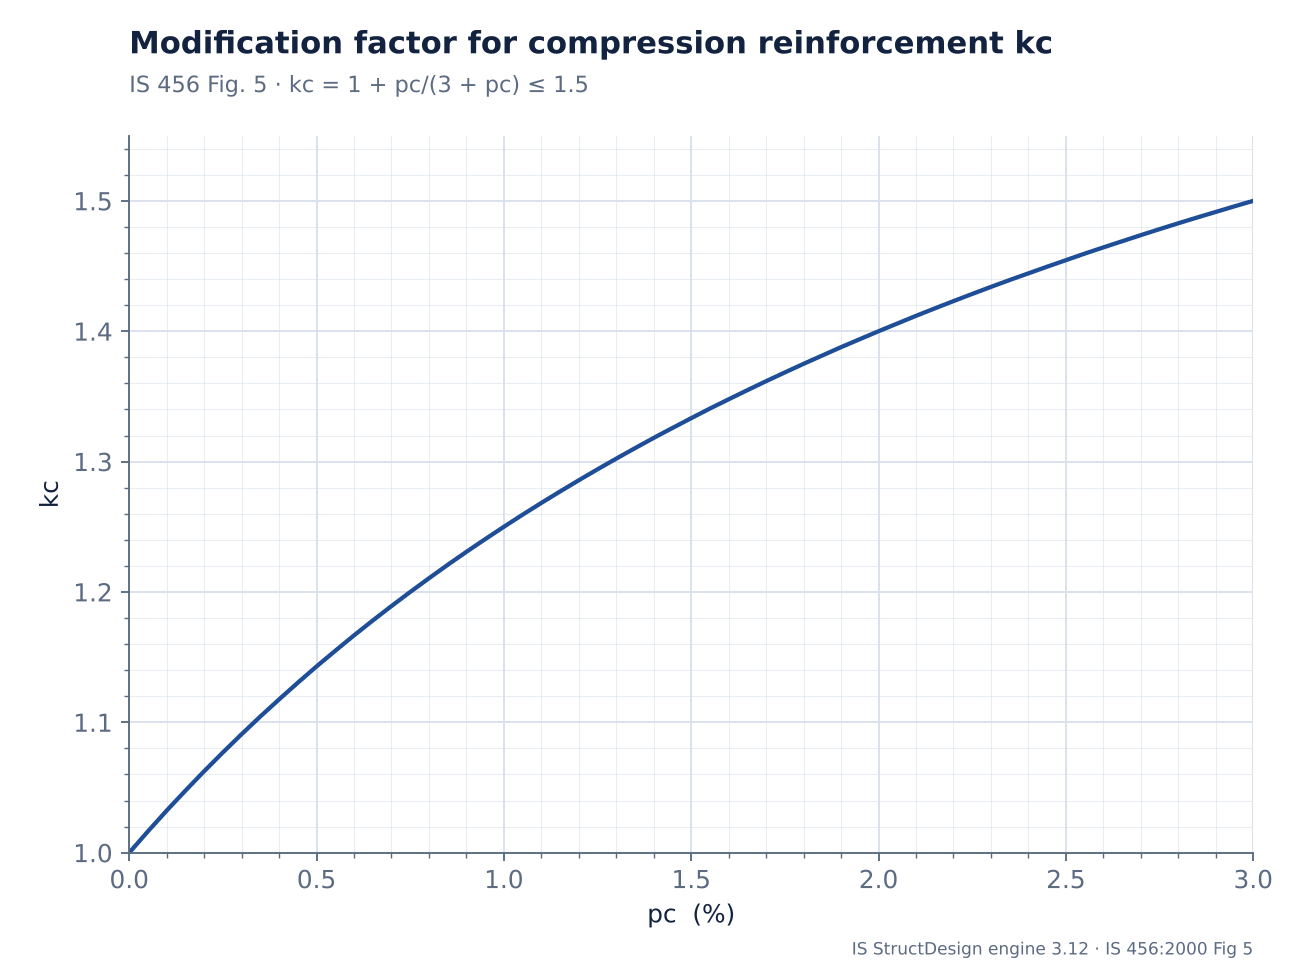 Modification factor for compression reinforcement kc
IS 456 Fig. 5 · kc = 1 + pc/(3 + pc) ≤ 1.5
1.5
1.4
1.3
1.2
1.1
1.0
kc
0.0 0.5 1.0 1.5 2.0 2.5 3.0
pc (%)
IS StructDesign engine 3.12 · IS 456:2000 Fig 5